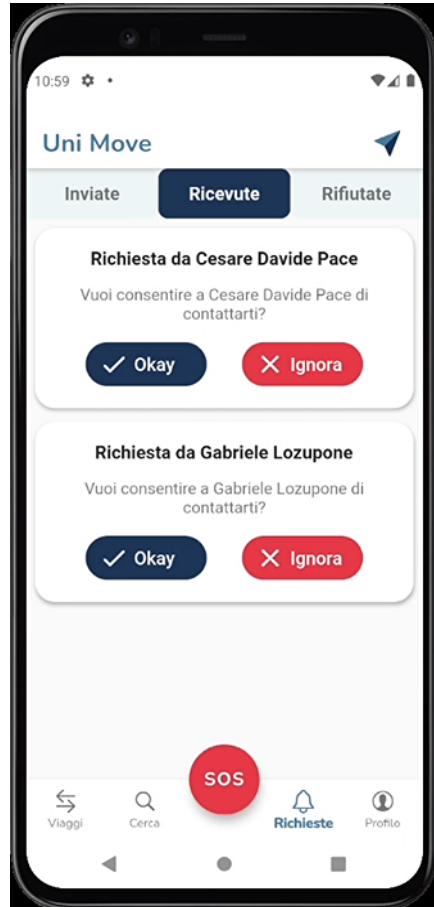 10:59
Uni Move
Inviate
Ricevute
Rifiutate
Richiesta da Cesare Davide Pace
Vuoi consentire a Cesare Davide Pace di
contattarti?
Okay
Ignora
Richiesta da Gabriele Lozupone
Vuoi consentire a Gabriele Lozupone di
contattarti?
Okay
Ignora
SOS
Viaggi
Cerca
Richieste
Profilo